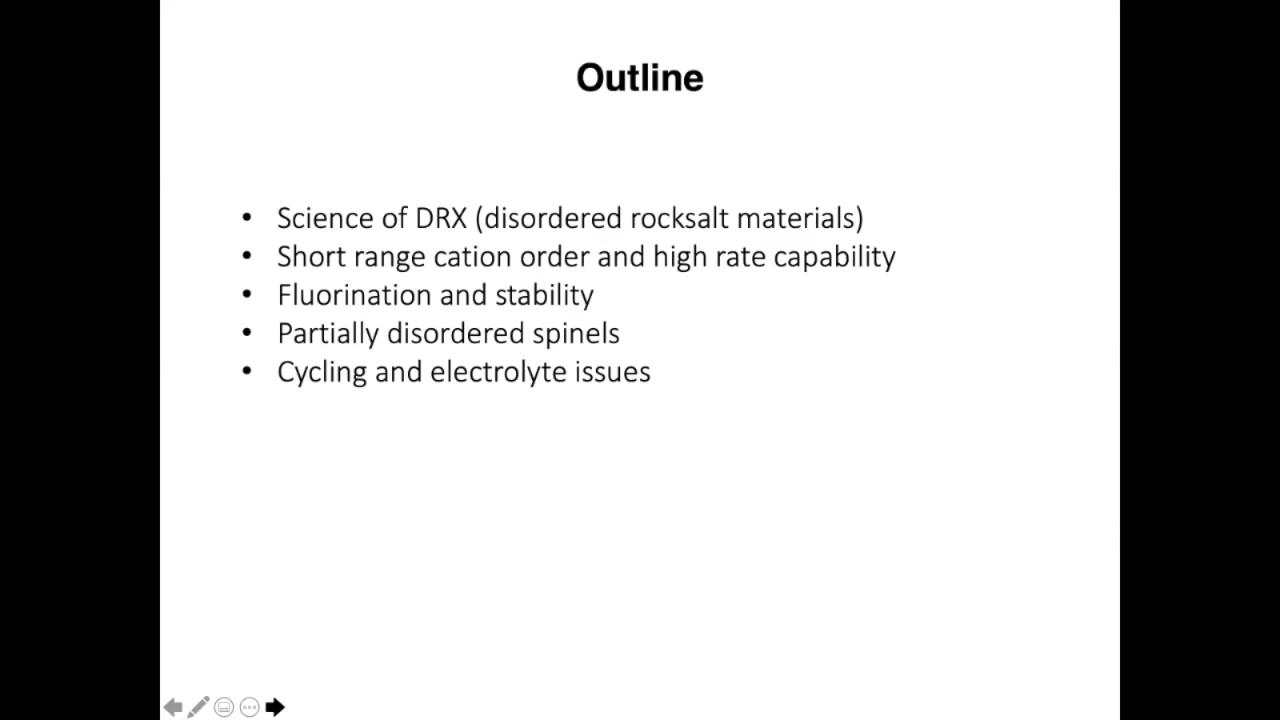 Outline
• Science of DRX (disordered rocksalt materials)
• Short range cation order and high rate capability
• Fluorination and stability
• Partially disordered spinels
• Cycling and electrolyte issues